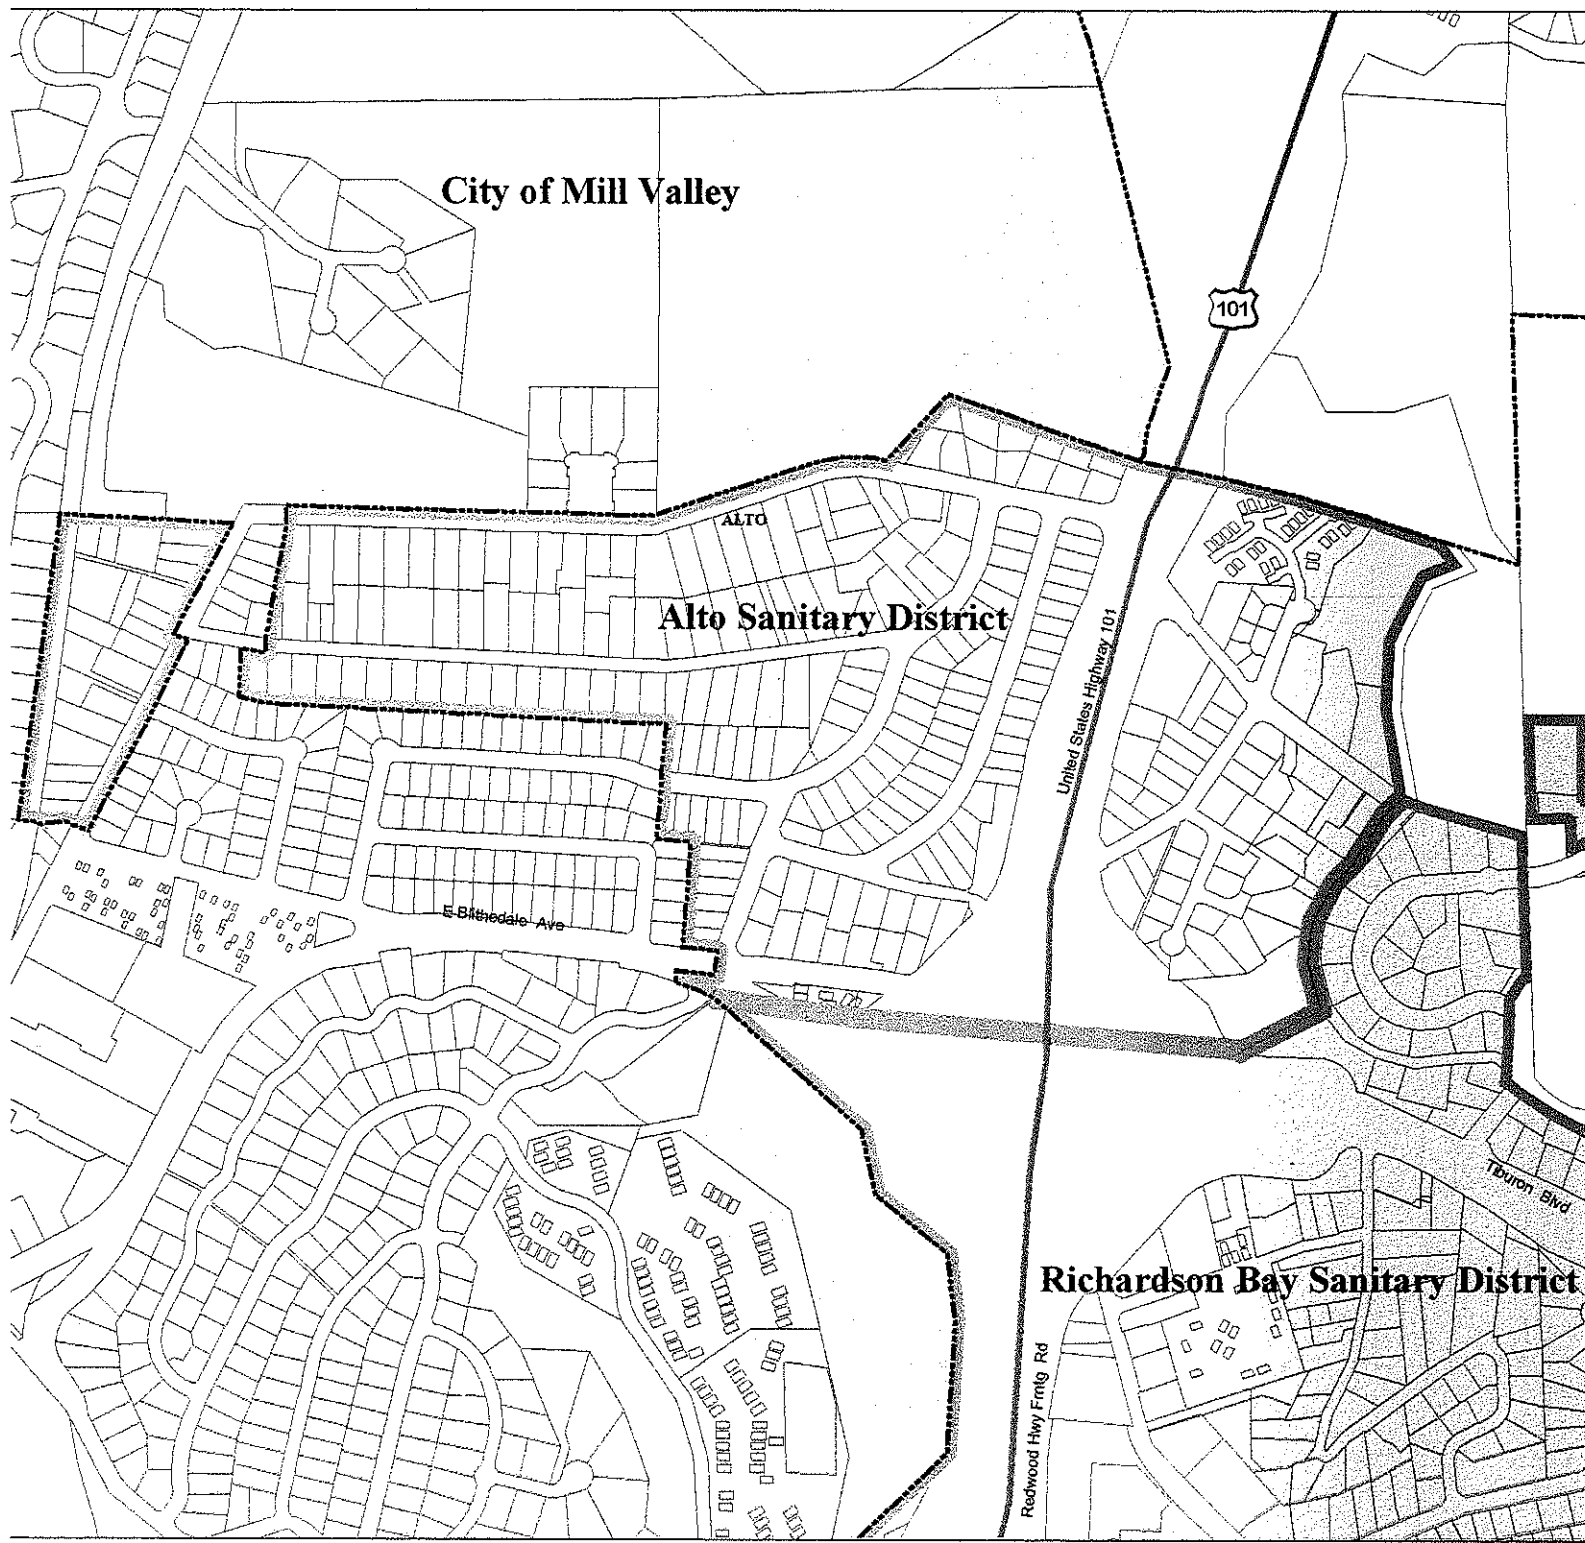 City of Mill Valley
101
ALTO
Alto Sanitary District
United States Highway 101
E Blithedale Ave
Tiburon Blvd
Richardson Bay Sanitary District
Redwood Hwy Frntg Rd